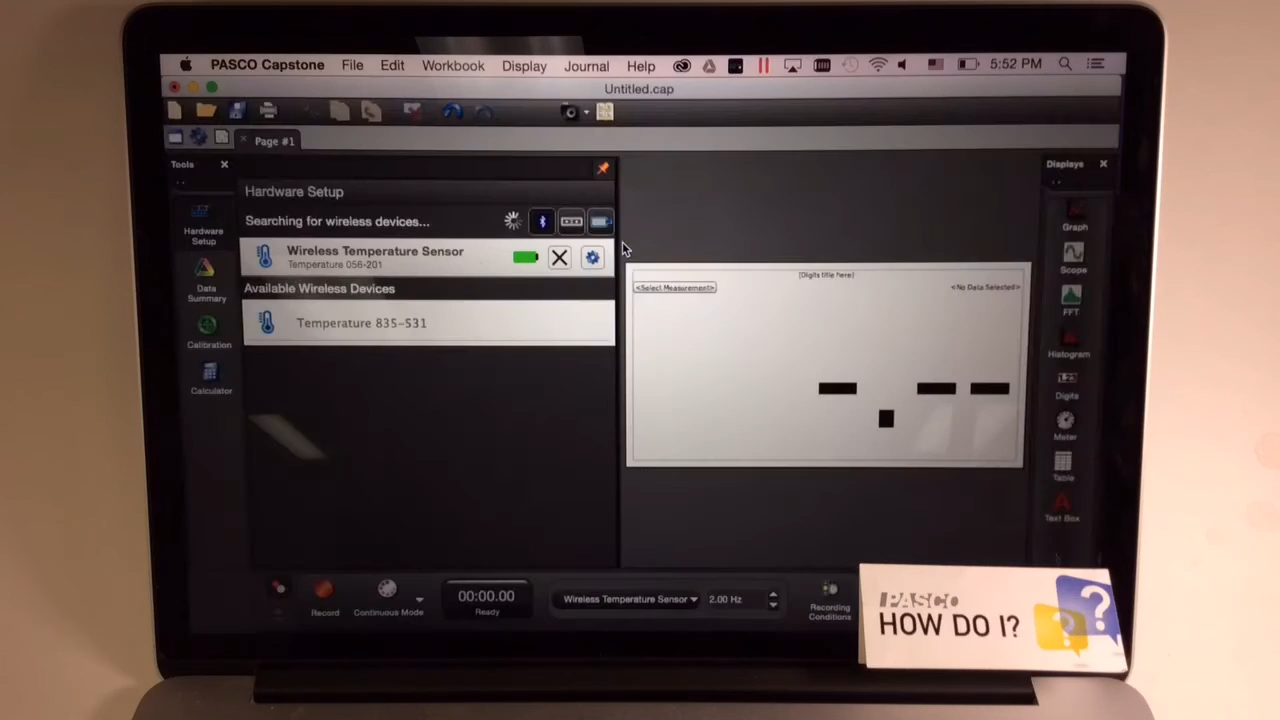 PASCO Capstone File Edit Workbook Display Journal Help 5:52 PM
Untitled.cap
Page #1
Tools
Displays
Hardware Setup
Searching for wireless devices...
Wireless Temperature Sensor
Temperature 056-201
Available Wireless Devices
Temperature 835-531
Hardware
Setup
Data
Summary
Calibration
Calculator
[Digits title here]
<Select Measurement>
<No Data Selected>
Graph
Scope
FFT
Histogram
Digits
Meter
Table
Text Box
Record
Continuous Mode
00:00.00
Ready
Wireless Temperature Sensor
2.00 Hz
Recording
Conditions
PASCO
HOW DO I?
? ?